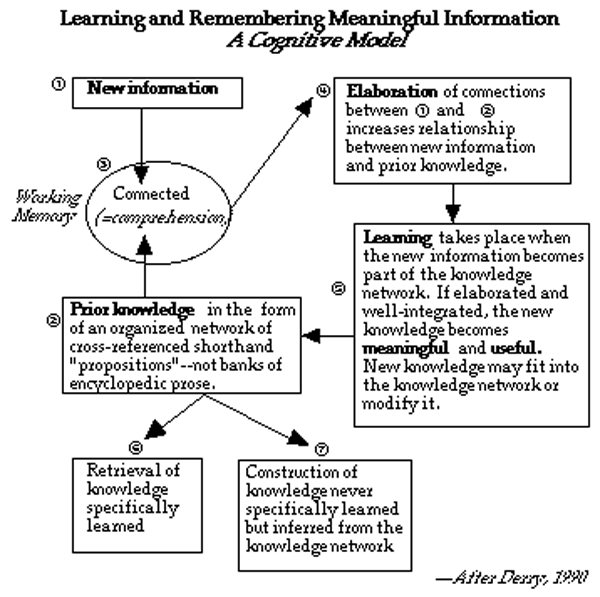 Learning and Remembering Meaningful Information
A Cognitive Model
① New information
③
Working
Memory
Connected
(=comprehension)
④ Elaboration of connections
between ① and ②
increases relationship
between new information
and prior knowledge.
⑤
Learning takes place when
the new information becomes
part of the knowledge
network. If elaborated and
well-integrated, the new
knowledge becomes
meaningful and useful.
New knowledge may fit into
the knowledge network or
modify it.
② Prior knowledge in the form
of an organized network of
cross-referenced shorthand
"propositions"--not banks of
encyclopedic prose.
⑥
Retrieval of
knowledge
specifically
learned
⑦
Construction of
knowledge never
specifically learned
but inferred from the
knowledge network
—After Derry, 1990